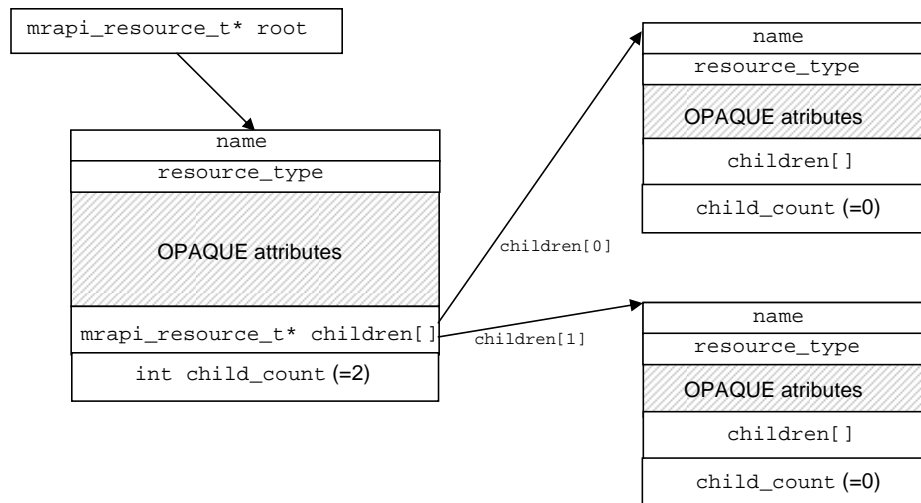 mrapi_resource_t* root
name
resource_type
OPAQUE attributes
mrapi_resource_t* children[]
int child_count (=2)
children[0]
children[1]
name
resource_type
OPAQUE atributes
children[]
child_count (=0)
name
resource_type
OPAQUE atributes
children[]
child_count (=0)